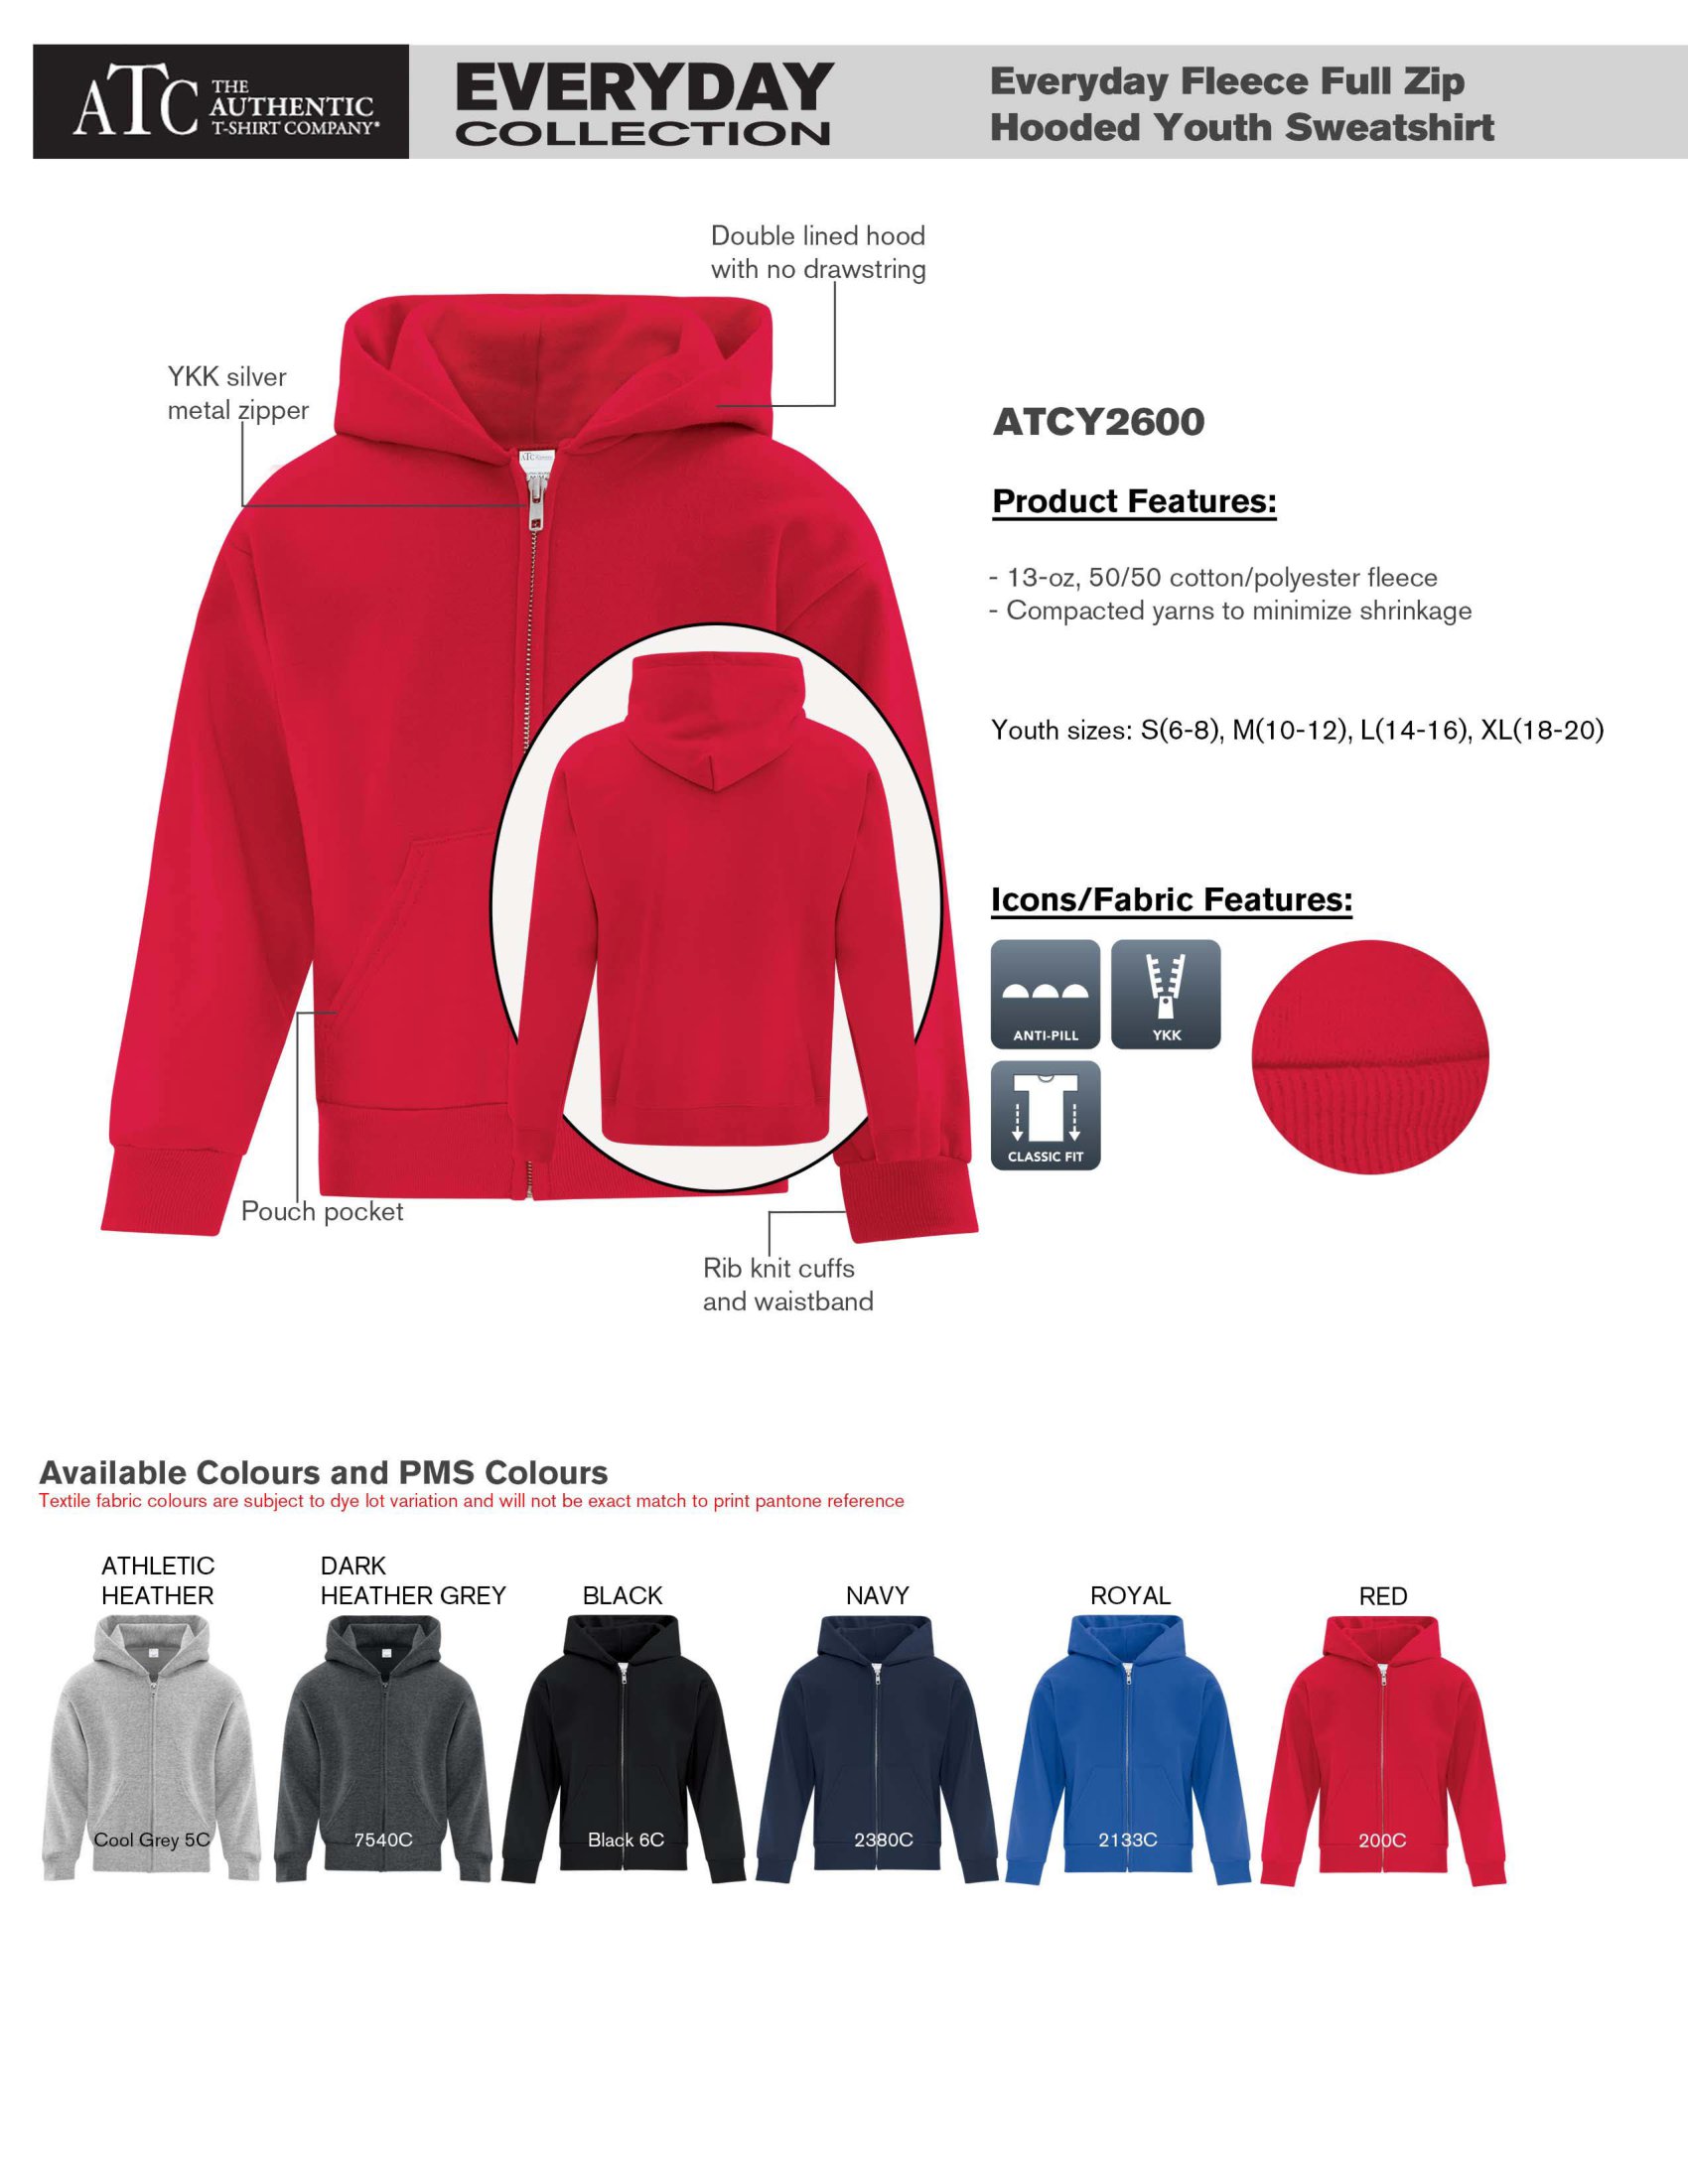 ATC THE
AUTHENTIC
T-SHIRT COMPANY®
EVERYDAY
COLLECTION
Everyday Fleece Full Zip
Hooded Youth Sweatshirt
Double lined hood
with no drawstring
YKK silver
metal zipper
ATC
ATCY2600
Product Features:
- 13-oz, 50/50 cotton/polyester fleece
- Compacted yarns to minimize shrinkage
Youth sizes: S(6-8), M(10-12), L(14-16), XL(18-20)
Icons/Fabric Features:
ANTI-PILL
YKK
CLASSIC FIT
Pouch pocket
Rib knit cuffs
and waistband
Available Colours and PMS Colours
Textile fabric colours are subject to dye lot variation and will not be exact match to print pantone reference
ATHLETIC
HEATHER
DARK
HEATHER GREY
BLACK
NAVY
ROYAL
RED
Cool Grey 5C
7540C
Black 6C
2380C
2133C
200C